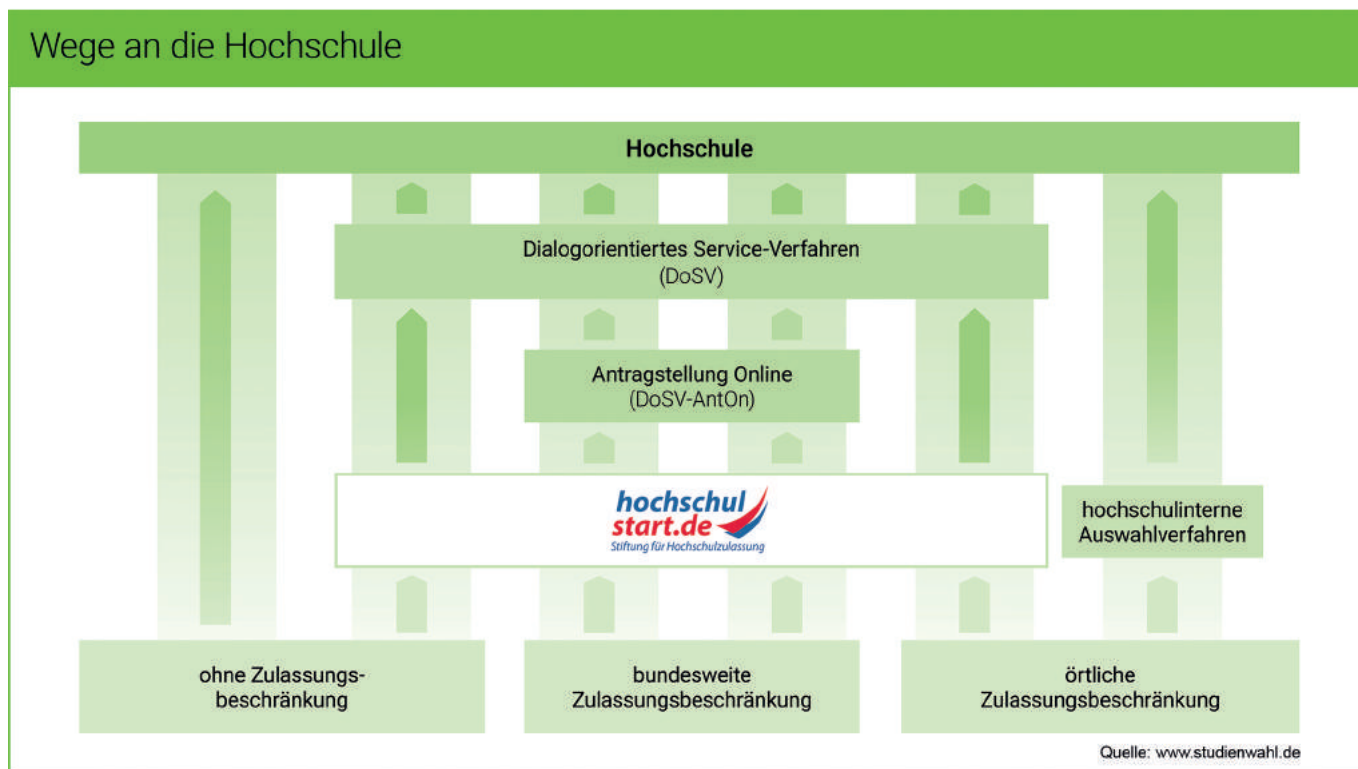 Wege an die Hochschule
Hochschule
Dialogorientiertes Service-Verfahren
(DoSV)
Antragstellung Online
(DoSV-AntOn)
hochschul
start.de
Stiftung für Hochschulzulassung
hochschulinterne
Auswahlverfahren
ohne Zulassungs-
beschränkung
bundesweite
Zulassungsbeschränkung
örtliche
Zulassungsbeschränkung
Quelle: www.studienwahl.de